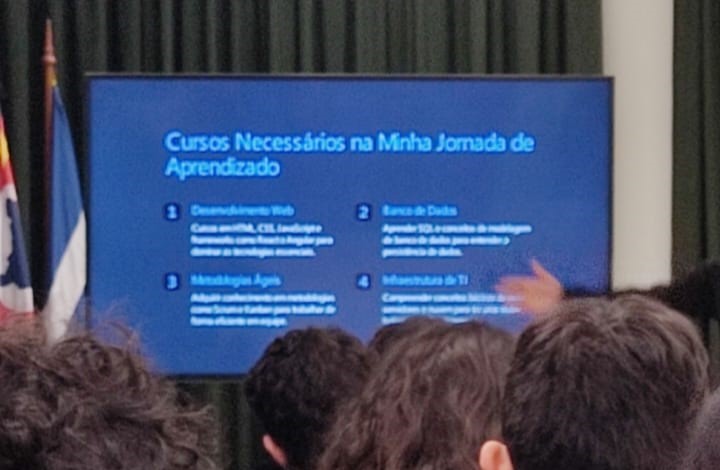 Cursos Necessários na Minha Jornada de
Aprendizado
1 Desenvolvimento Web
Cursos em HTML, CSS, JavaScript e
frameworks como React e Angular para
dominar as tecnologias essenciais.
2 Banco de Dados
Aprender SQL e conceitos de modelagem
de banco de dados para entender a
persistência de dados.
3 Metodologias Ágeis
Adquirir conhecimento em metodologias
como Scrum e Kanban para trabalhar de
forma eficiente em equipe.
4 Infraestrutura de TI
Compreender conceitos básicos de
servidores e nuvem para ter uma